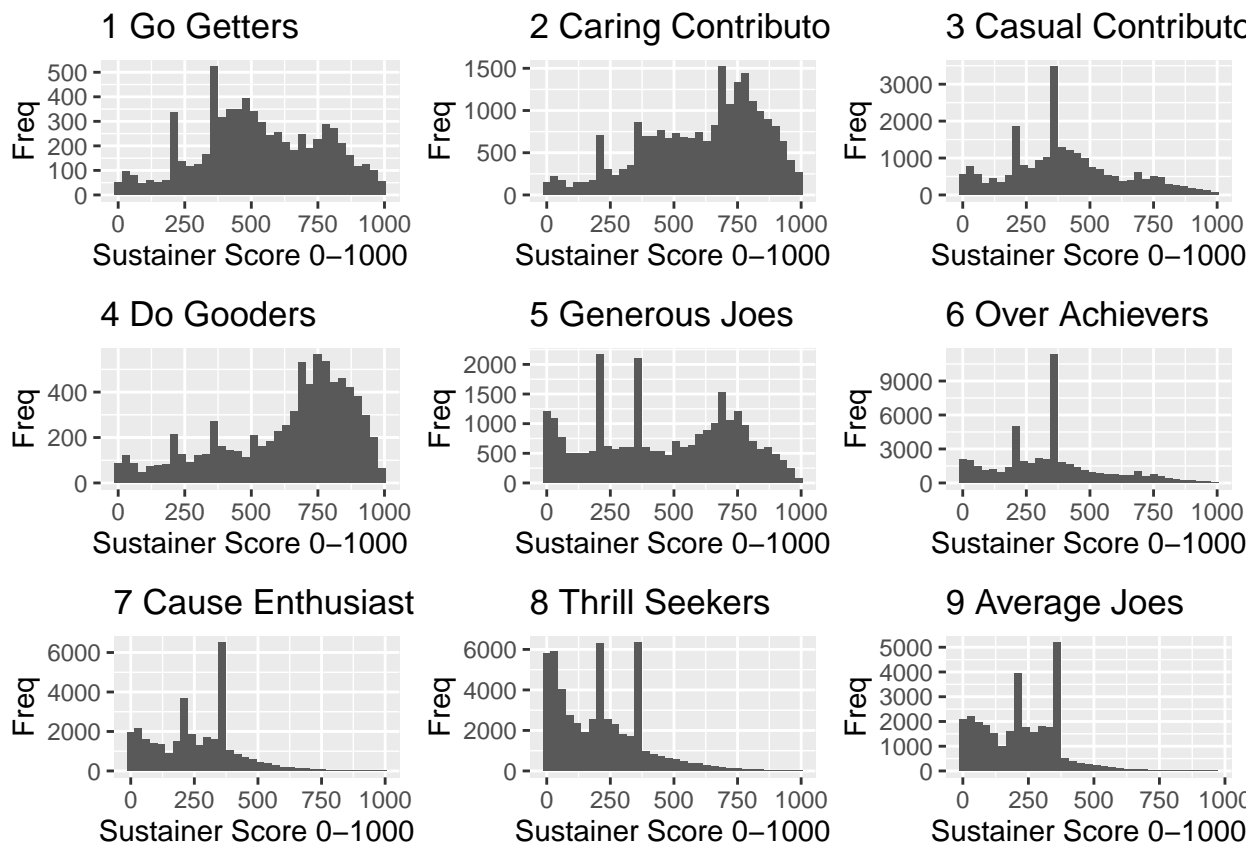 1 Go Getters
2 Caring Contributo
3 Casual Contributo
Freq
500
400
300
200
100
0
0 250 500 750 1000
Sustainer Score 0−1000
Freq
1500
1000
500
0
0 250 500 750 1000
Sustainer Score 0−1000
Freq
3000
2000
1000
0
0 250 500 750 1000
Sustainer Score 0−1000
4 Do Gooders
5 Generous Joes
6 Over Achievers
Freq
400
200
0
0 250 500 750 1000
Sustainer Score 0−1000
Freq
2000
1500
1000
500
0
0 250 500 750 1000
Sustainer Score 0−1000
Freq
9000
6000
3000
0
0 250 500 750 1000
Sustainer Score 0−1000
7 Cause Enthusiast
8 Thrill Seekers
9 Average Joes
Freq
6000
4000
2000
0
0 250 500 750 1000
Sustainer Score 0−1000
Freq
6000
4000
2000
0
0 250 500 750 1000
Sustainer Score 0−1000
Freq
5000
4000
3000
2000
1000
0
0 250 500 750 1000
Sustainer Score 0−1000